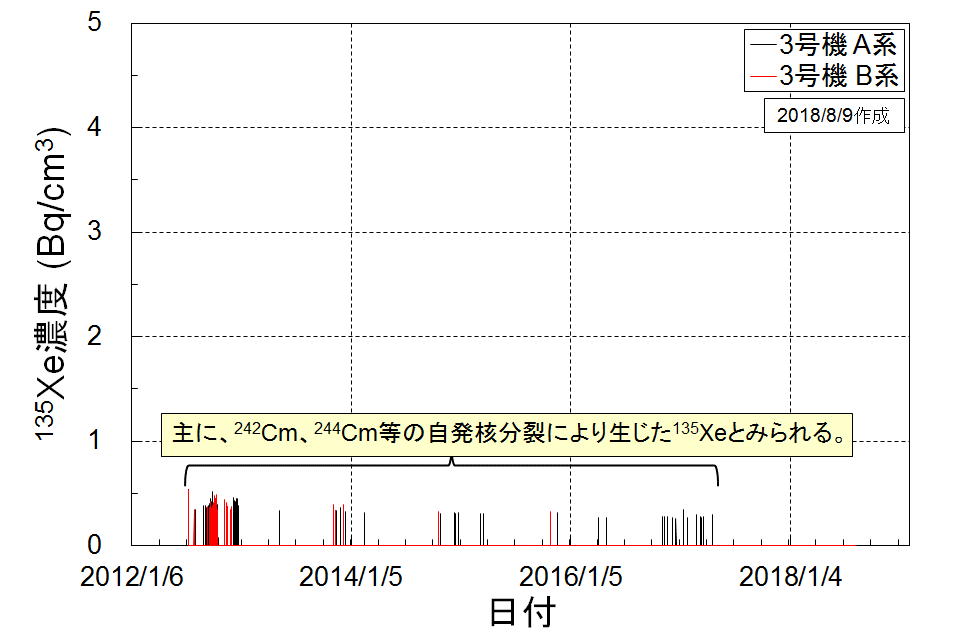 5
3号機 A系
3号機 B系
2018/8/9作成
4
3
2
1
0
¹³⁵Xe濃度 (Bq/cm³)
主に、²⁴²Cm、²⁴⁴Cm等の自発核分裂により生じた¹³⁵Xeとみられる。
2012/1/6 2014/1/5 2016/1/5 2018/1/4
日付